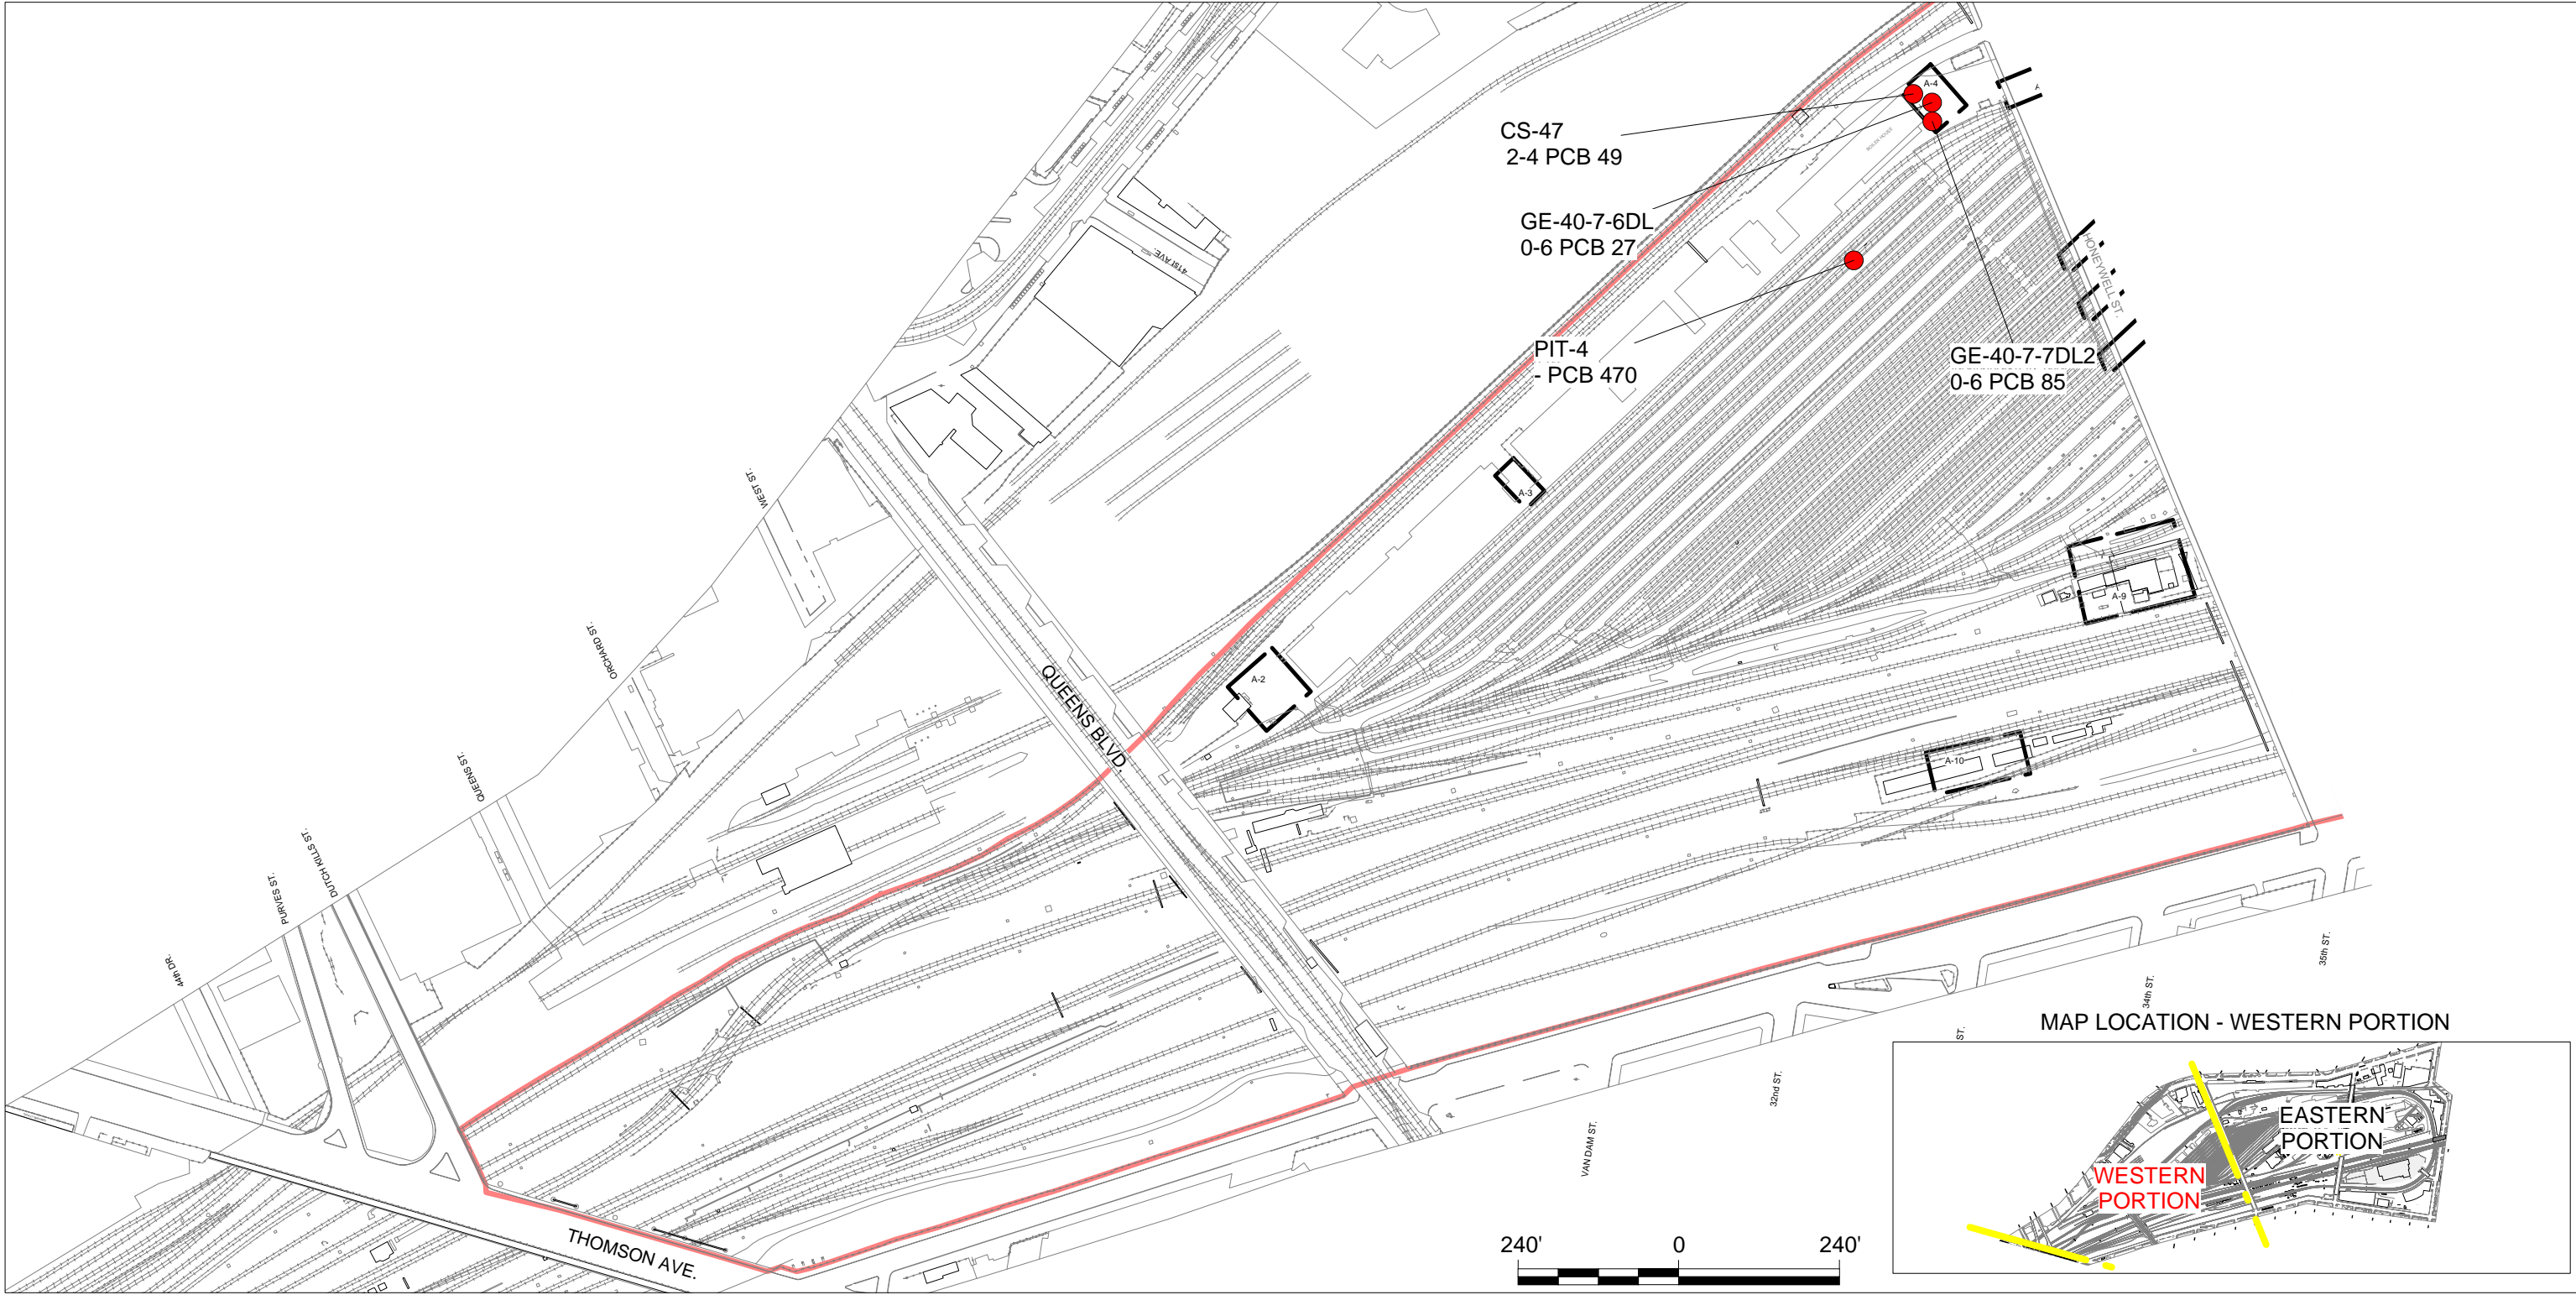 A-4
CS-47
2-4 PCB 49
BOILER HOUSE
GE-40-7-6DL
0-6 PCB 27
41st AVE.
HONEYWELL ST.
PIT-4
- PCB 470
GE-40-7-7DL2
0-6 PCB 85
WEST ST.
A-3
A-9
ORCHARD ST.
A-2
QUEENS BLVD.
QUEENS ST.
A-10
DUTCH KILLS ST.
PURVES ST.
44th DR.
35th ST.
34th ST.
ST.
MAP LOCATION - WESTERN PORTION
32nd ST.
VAN DAM ST.
EASTERN
PORTION
WESTERN
PORTION
THOMSON AVE.
240'
0
240'